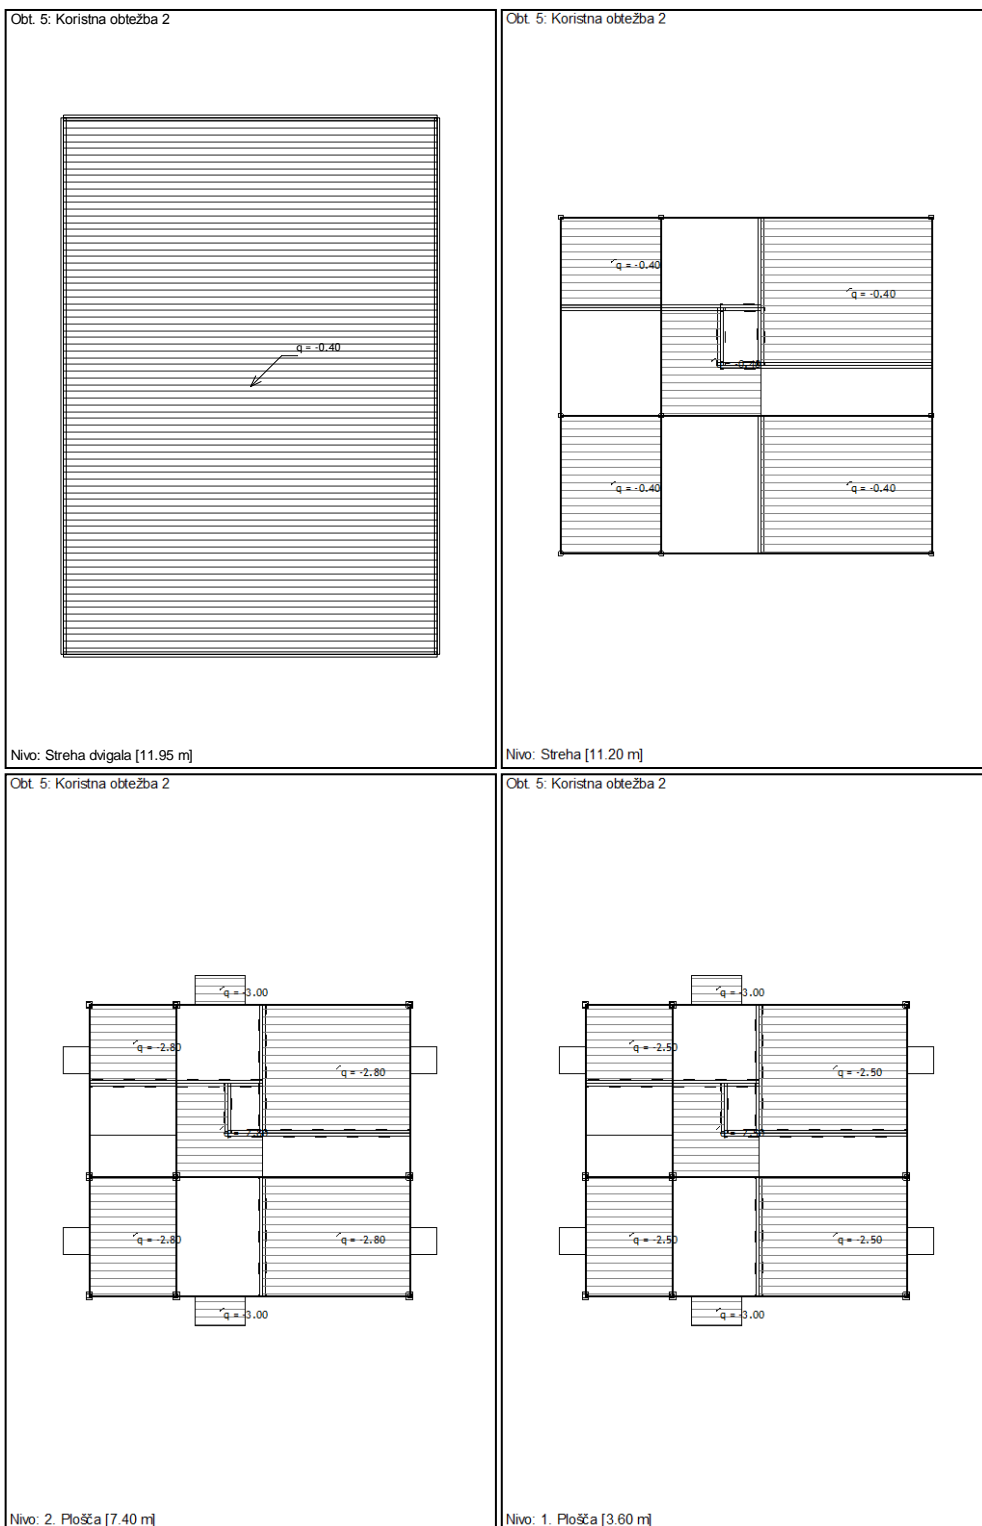 Obt. 5: Koristna obtežba 2
q = -0.40
Nivo: Streha dvigala [11.95 m]
Obt. 5: Koristna obtežba 2
q = -0.40
q = -0.40
q = -0.40
q = -0.40
Nivo: Streha [11.20 m]
Obt. 5: Koristna obtežba 2
q = -3.00
q = -2.80
q = -2.80
q = -2.80
q = -2.80
q = -3.00
Nivo: 2. Plošča [7.40 m]
Obt. 5: Koristna obtežba 2
q = -3.00
q = -2.50
q = -2.50
q = -2.50
q = -2.50
q = -3.00
Nivo: 1. Plošča [3.60 m]